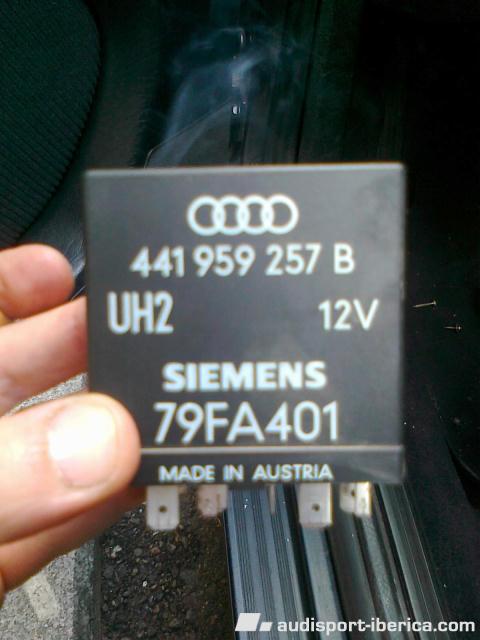 441 959 257 B
UH2 12V
SIEMENS
79FA401
MADE IN AUSTRIA
audisport-iberica.com